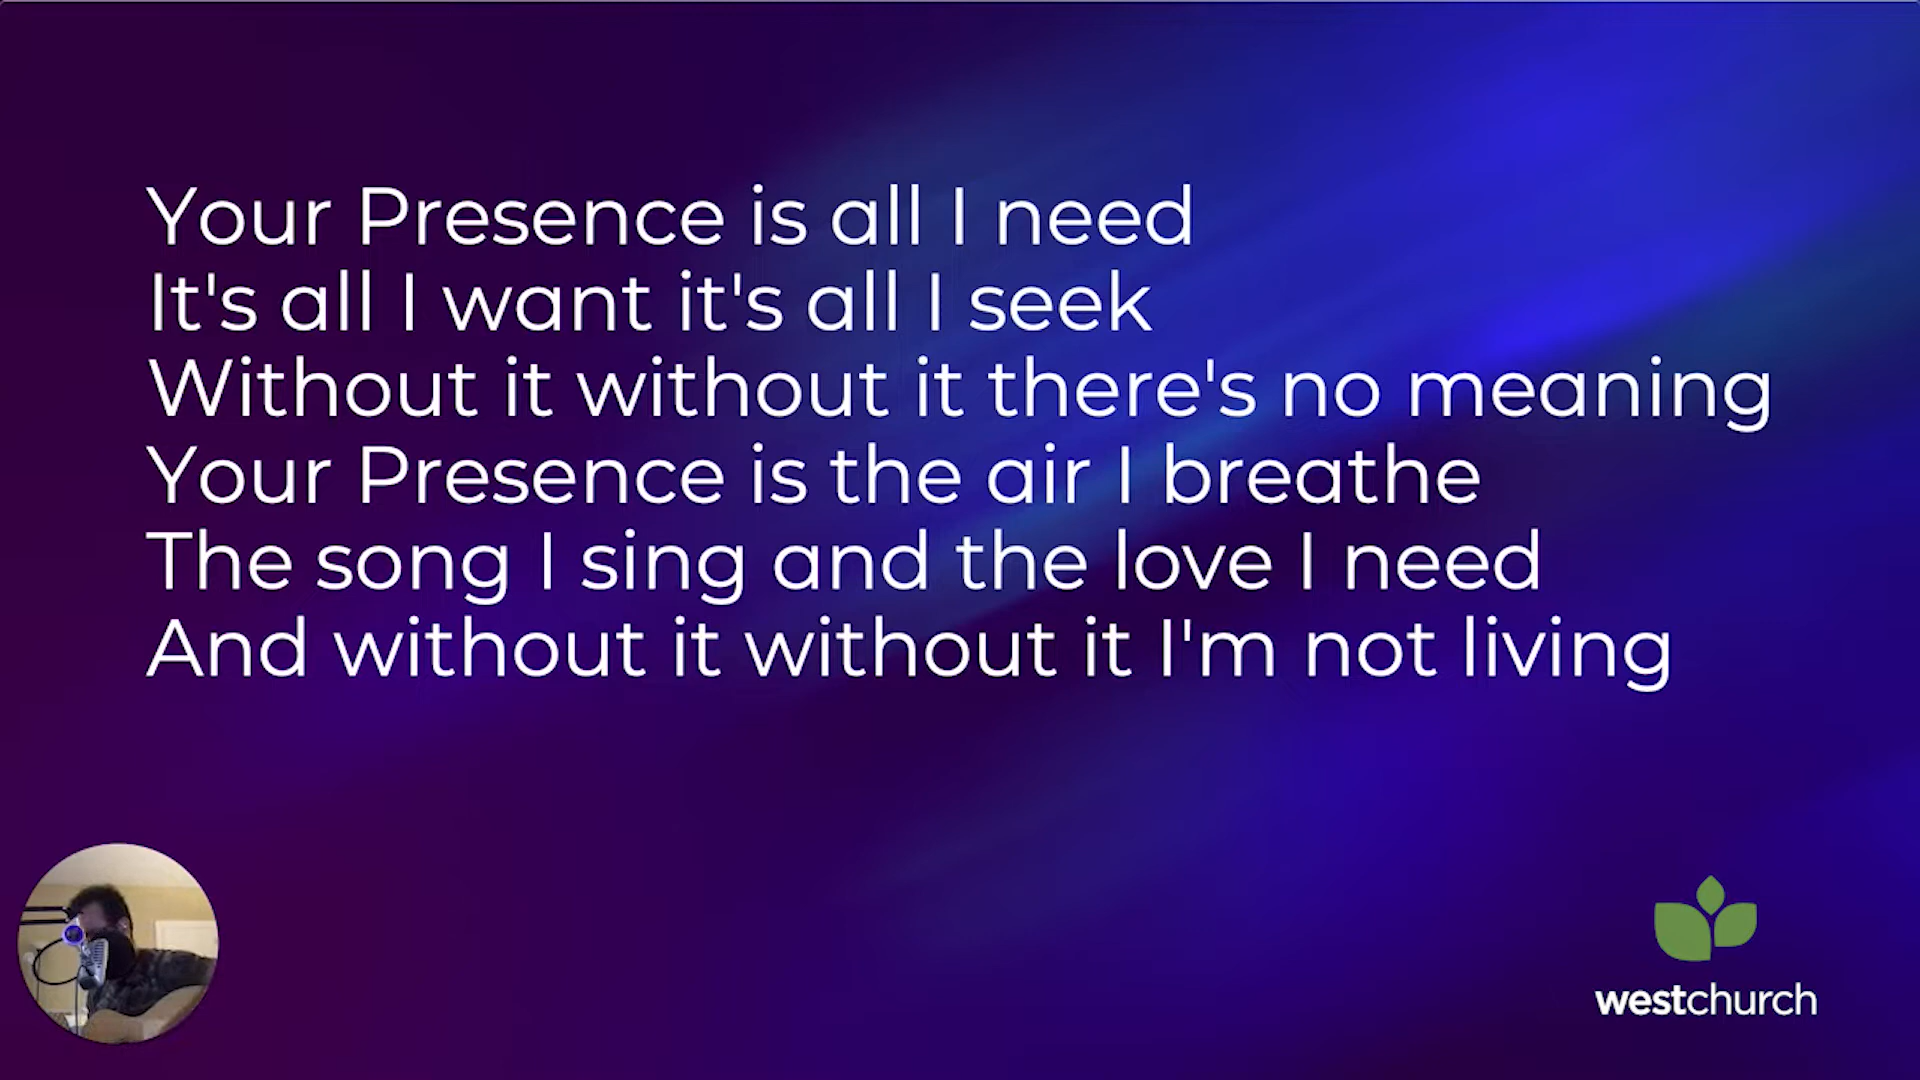 Your Presence is all I need
It's all I want it's all I seek
Without it without it there's no meaning
Your Presence is the air I breathe
The song I sing and the love I need
And without it without it I'm not living
westchurch